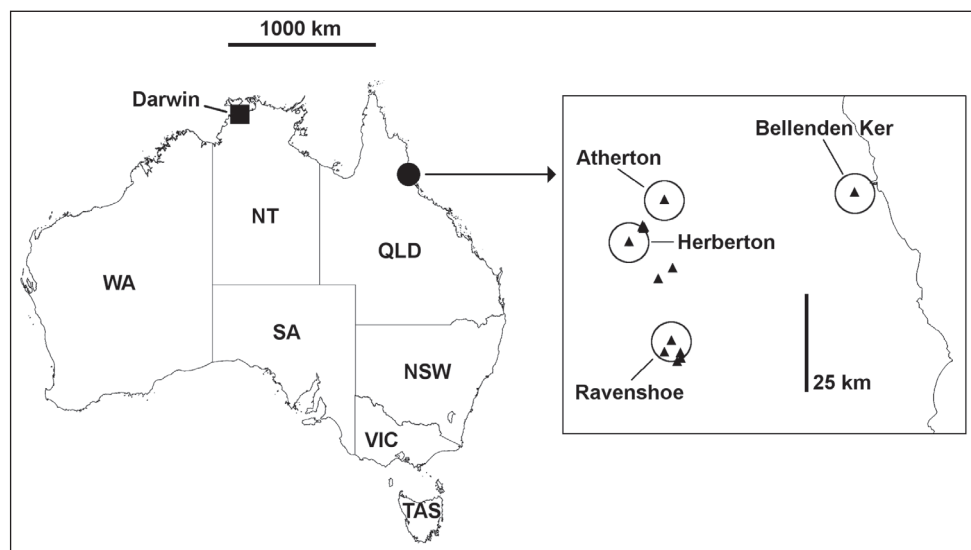 1000 km
Darwin
NT
QLD
WA
SA
NSW
VIC
TAS
Bellenden Ker
Atherton
Herberton
Ravenshoe
25 km